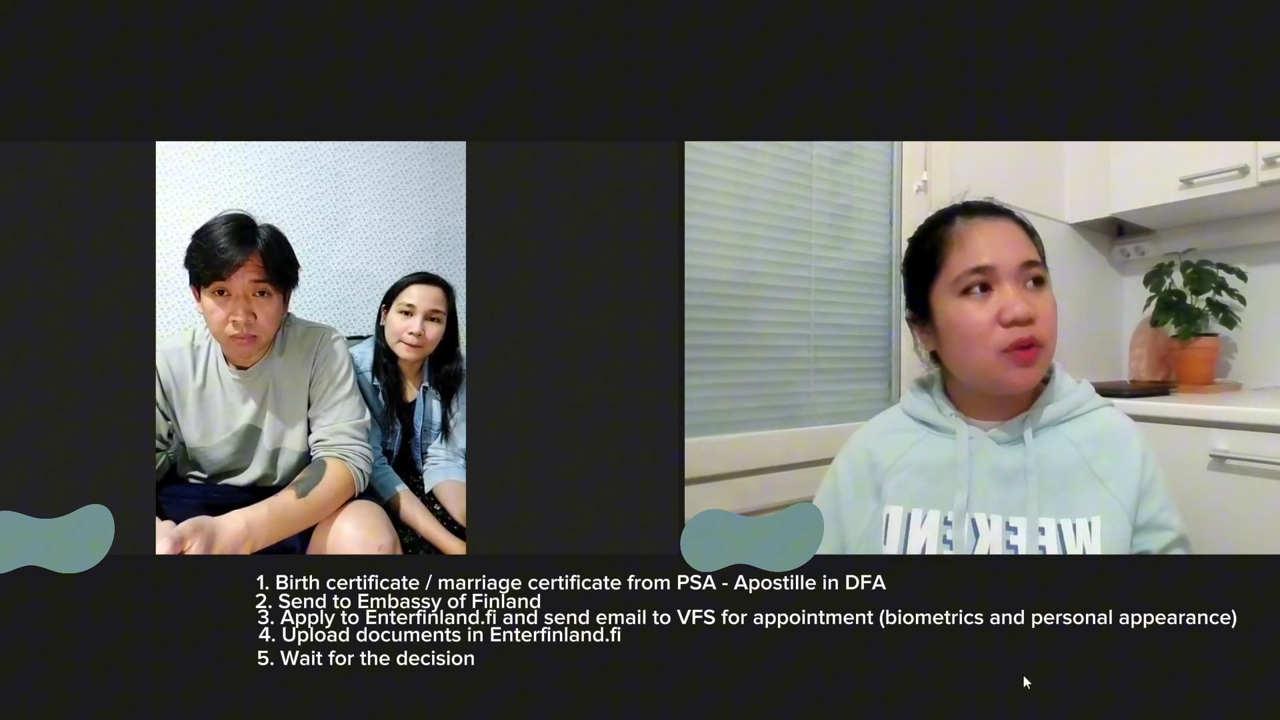 WEEKEND
1. Birth certificate / marriage certificate from PSA - Apostille in DFA
2. Send to Embassy of Finland
3. Apply to Enterfinland.fi and send email to VFS for appointment (biometrics and personal appearance)
4. Upload documents in Enterfinland.fi
5. Wait for the decision